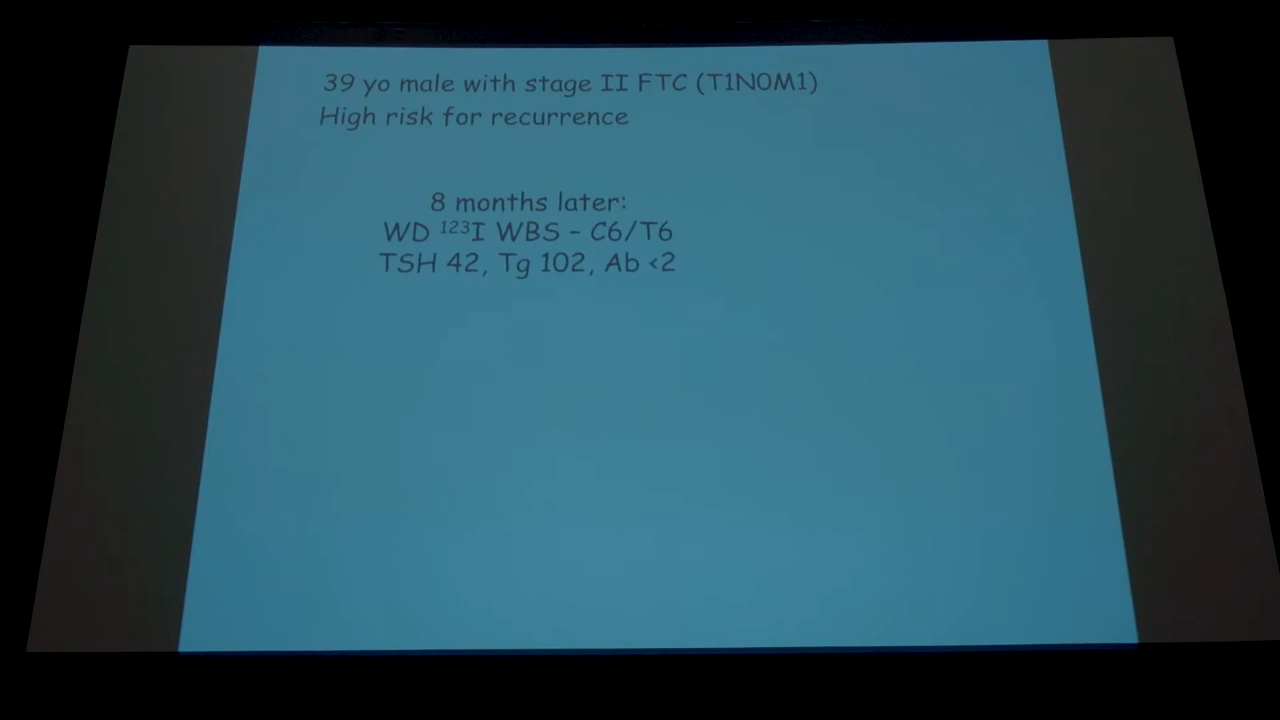 39 yo male with stage II FTC (T1N0M1)
High risk for recurrence
8 months later:
WD ¹²³I WBS – C6/T6
TSH 42, Tg 102, Ab <2